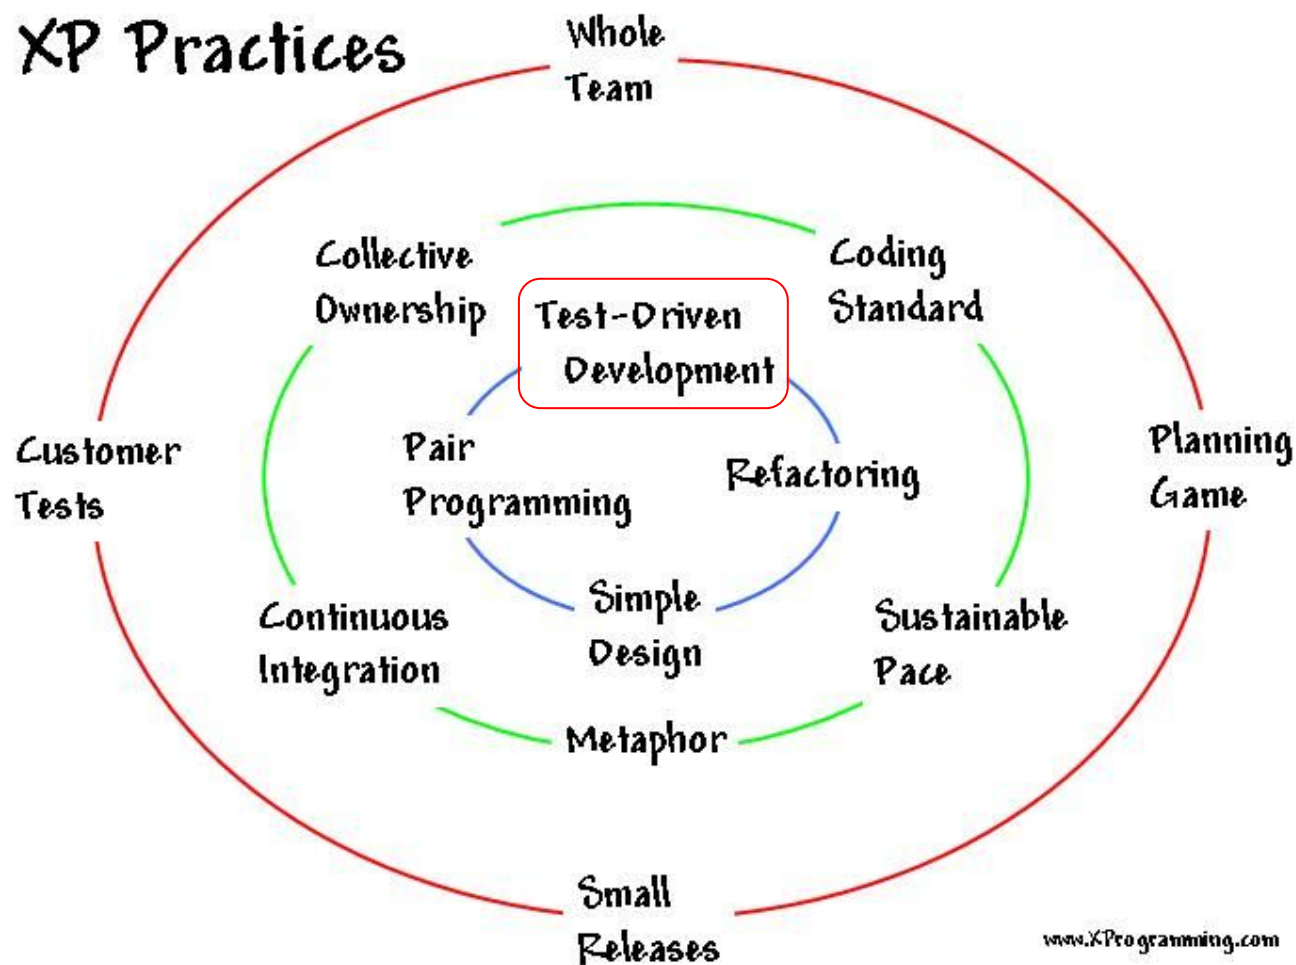 XP Practices
Whole
Team
Collective
Ownership
Coding
Standard
Test-Driven
Development
Customer
Tests
Pair
Programming
Refactoring
Planning
Game
Continuous
Integration
Simple
Design
Sustainable
Pace
Metaphor
Small
Releases
www.XProgramming.com